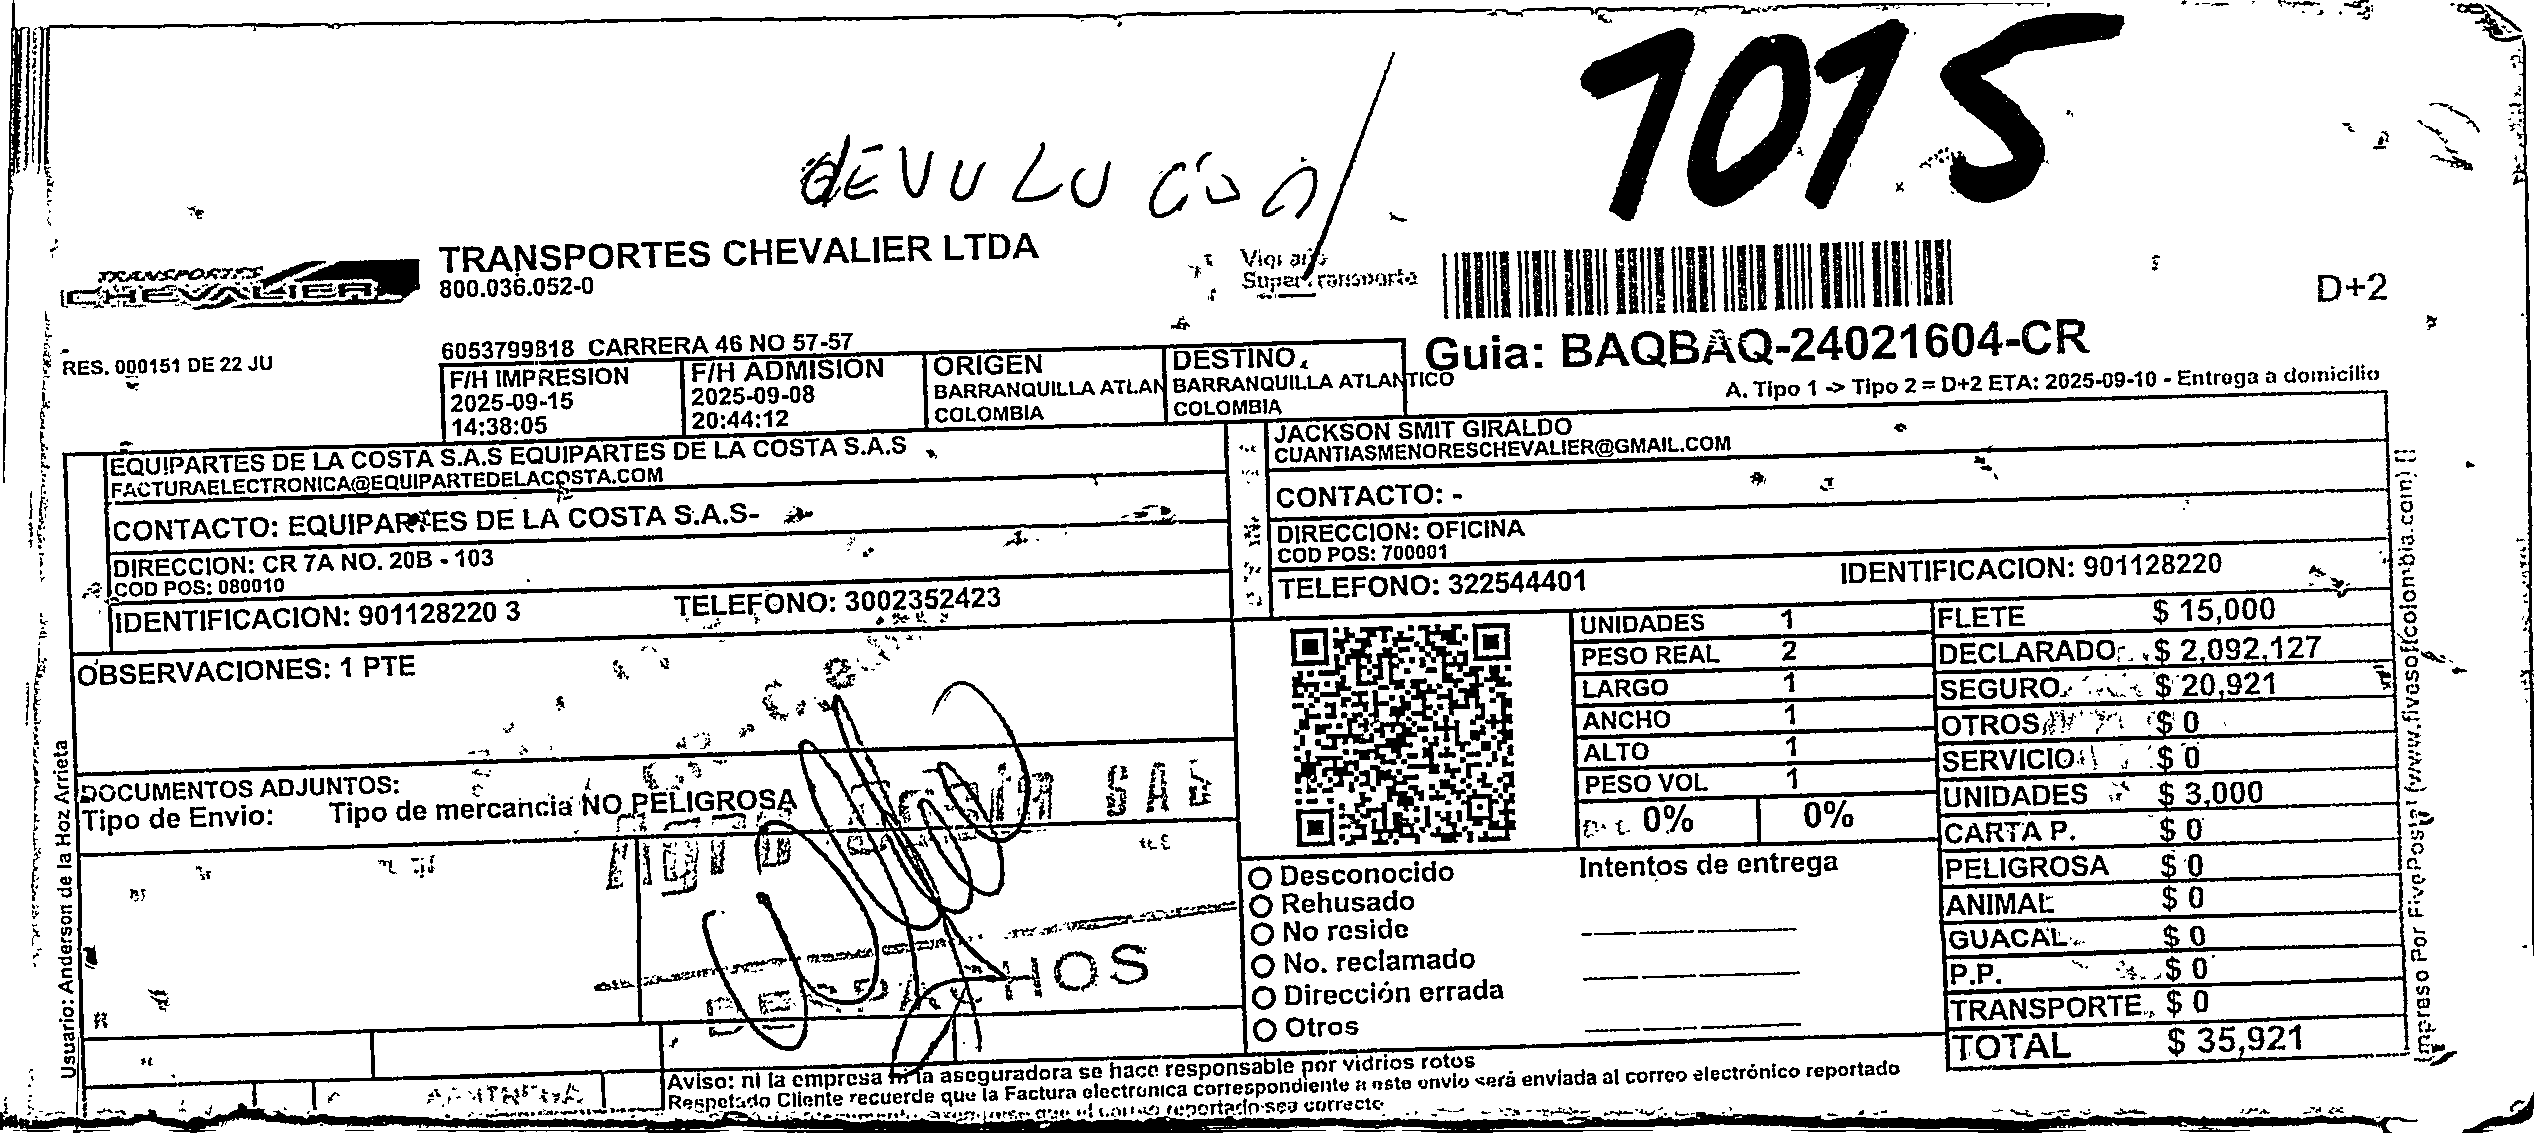 1015
dEVULUCION
TRANSPORTES CHEVALIER LTDA
800.036.052-0
TRANSPORTES
CHEVALIER
D+2
6053799818 CARRERA 46 NO 57-57
RES. 000151 DE 22 JU
Guia: BAQBAQ-24021604-CR
A. Tipo 1 -> Tipo 2 = D+2 ETA: 2025-09-10 - Entrega a domicilio
F/H IMPRESION
2025-09-15
14:38:05
F/H ADMISION
2025-09-08
20:44:12
ORIGEN
BARRANQUILLA ATLAN
COLOMBIA
DESTINO
BARRANQUILLA ATLANTICO
COLOMBIA
EQUIPARTES DE LA COSTA S.A.S EQUIPARTES DE LA COSTA S.A.S
FACTURAELECTRONICA@EQUIPARTEDELACOSTA.COM
CONTACTO: EQUIPARTES DE LA COSTA S.A.S-
DIRECCION: CR 7A NO. 20B - 103
COD POS: 080010
IDENTIFICACION: 901128220 3 TELEFONO: 3002352423
JACKSON SMIT GIRALDO
CUANTIASMENORESCHEVALIER@GMAIL.COM
CONTACTO: -
DIRECCION: OFICINA
COD POS: 700001
TELEFONO: 322544401 IDENTIFICACION: 901128220
OBSERVACIONES: 1 PTE
DOCUMENTOS ADJUNTOS:
Tipo de Envio: Tipo de mercancia NO PELIGROSA
UNIDADES 1
PESO REAL 2
LARGO 1
ANCHO 1
ALTO 1
PESO VOL 1
0% 0%
FLETE $ 15,000
DECLARADO $ 2,092,127
SEGURO $ 20,921
OTROS $ 0
SERVICIO $ 0
UNIDADES $ 3,000
CARTA P. $ 0
PELIGROSA $ 0
ANIMAL $ 0
GUACAL $ 0
P.P. $ 0
TRANSPORTE $ 0
TOTAL $ 35,921
Desconocido
Rehusado
No reside
No. reclamado
Dirección errada
Otros
Intentos de entrega
Aviso: ni la empresa ni la aseguradora se hace responsable por vidrios rotos
Respetado Cliente recuerde que la Factura electronica correspondiente a este envio será enviada al correo electrónico reportado
Usuario: Anderson de la Hoz Arrieta
Impreso Por FivePostal (www.fivesoftcolombia.com)